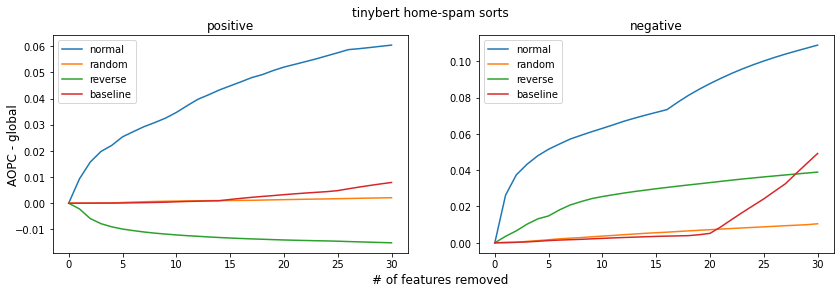 tinybert home-spam sorts
positive
negative
AOPC - global
0.06
0.05
0.04
0.03
0.02
0.01
0.00
−0.01
normal
random
reverse
baseline
0 5 10 15 20 25 30
0.10
0.08
0.06
0.04
0.02
0.00
normal
random
reverse
baseline
0 5 10 15 20 25 30
# of features removed